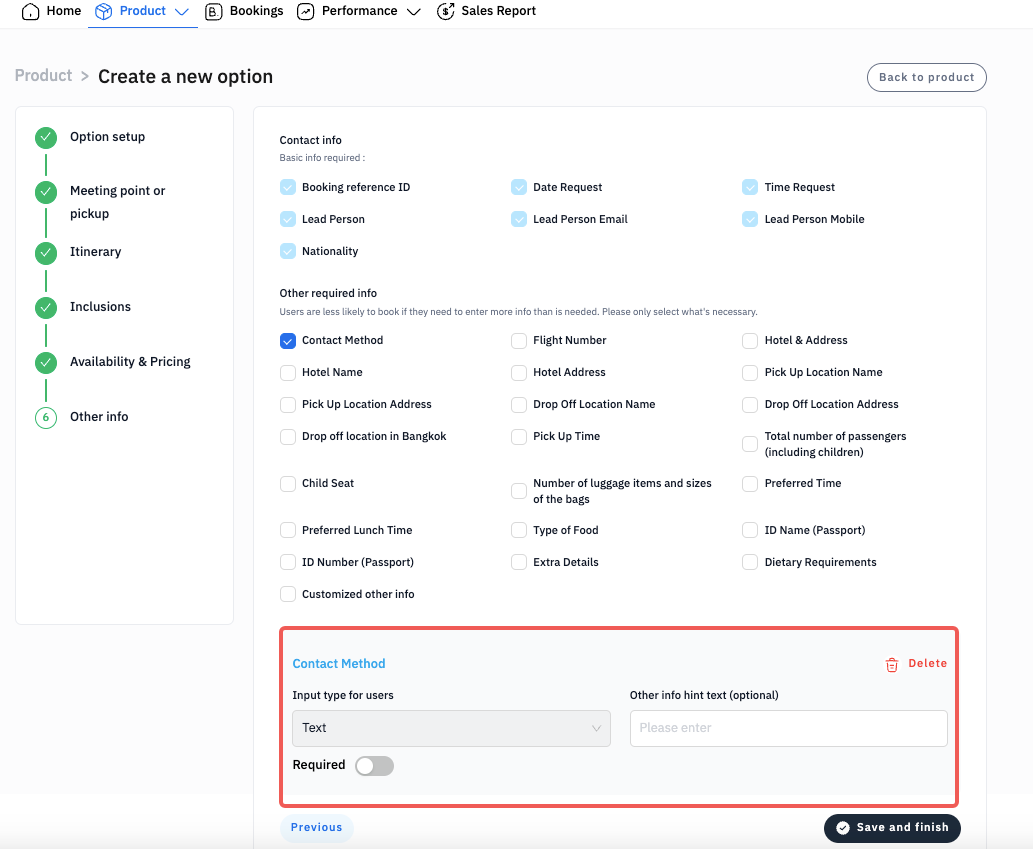 Home Product Bookings Performance Sales Report
Product > Create a new option
Back to product
Option setup
Meeting point or
pickup
Itinerary
Inclusions
Availability & Pricing
6 Other info
Contact info
Basic info required :
Booking reference ID Date Request Time Request
Lead Person Lead Person Email Lead Person Mobile
Nationality
Other required info
Users are less likely to book if they need to enter more info than is needed. Please only select what's necessary.
Contact Method Flight Number Hotel & Address
Hotel Name Hotel Address Pick Up Location Name
Pick Up Location Address Drop Off Location Name Drop Off Location Address
Drop off location in Bangkok Pick Up Time Total number of passengers
(including children)
Child Seat Number of luggage items and sizes Preferred Time
of the bags
Preferred Lunch Time Type of Food ID Name (Passport)
ID Number (Passport) Extra Details Dietary Requirements
Customized other info
Contact Method Delete
Input type for users Other info hint text (optional)
Text Please enter
Required
Previous Save and finish